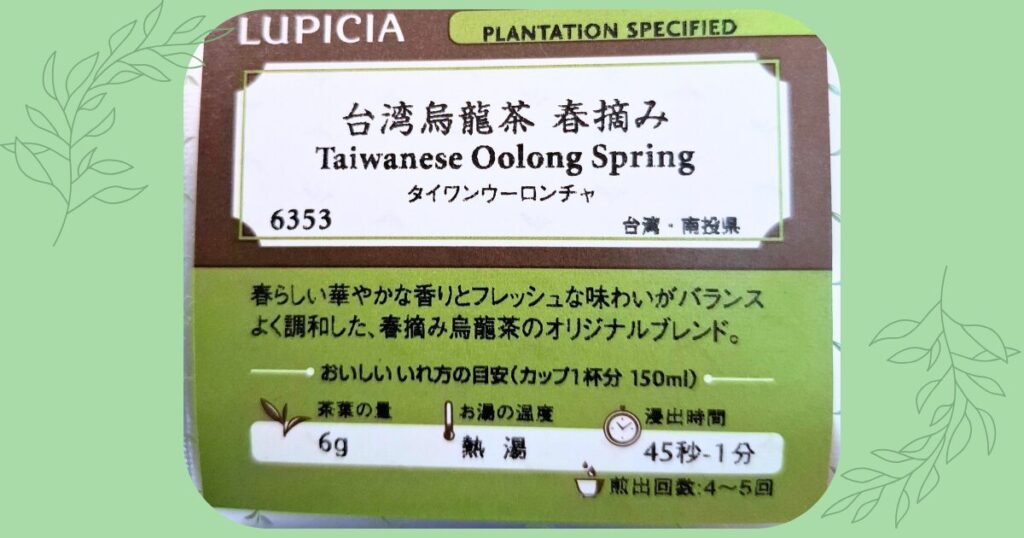 LUPICIA
PLANTATION SPECIFIED
台湾烏龍茶 春摘み
Taiwanese Oolong Spring
タイワンウーロンチャ
6353
台湾・南投県
春らしい華やかな香りとフレッシュな味わいがバランス
よく調和した、春摘み烏龍茶のオリジナルブレンド。
おいしいいれ方の目安(カップ1杯分 150ml)
茶葉の量
お湯の温度
浸出時間
6g
熱 湯
45秒-1分
煎出回数:4〜5回